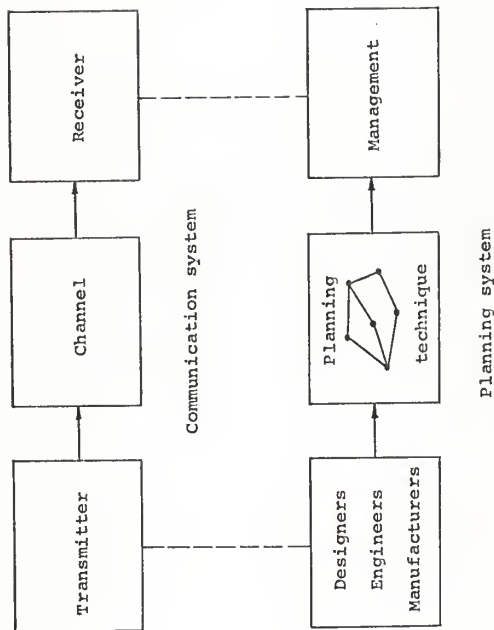 Transmitter
Channel
Receiver
Communication system
Designers
Engineers
Manufacturers
Planning
technique
Management
Planning system